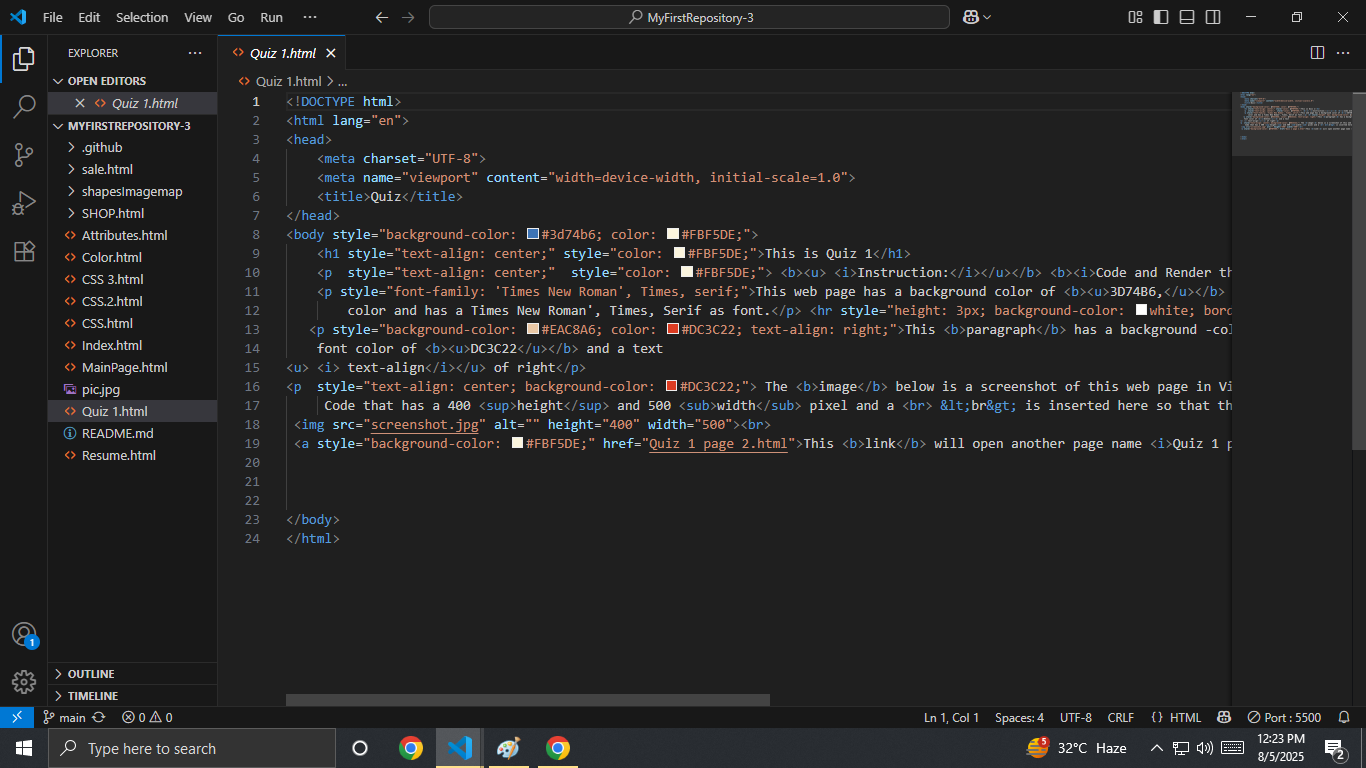 File Edit Selection View Go Run ··· MyFirstRepository-3
EXPLORER ···
OPEN EDITORS
Quiz 1.html
MYFIRSTREPOSITORY-3
.github
sale.html
shapesImagemap
SHOP.html
Attributes.html
Color.html
CSS 3.html
CSS.2.html
CSS.html
Index.html
MainPage.html
pic.jpg
Quiz 1.html
README.md
Resume.html
OUTLINE
TIMELINE
Quiz 1.html
Quiz 1.html > ...
1 <!DOCTYPE html>
2 <html lang="en">
3 <head>
4 <meta charset="UTF-8">
5 <meta name="viewport" content="width=device-width, initial-scale=1.0">
6 <title>Quiz</title>
7 </head>
8 <body style="background-color: #3d74b6; color: #FBF5DE;">
9 <h1 style="text-align: center;" style="color: #FBF5DE;">This is Quiz 1</h1>
10 <p  style="text-align: center;"  style="color: #FBF5DE;"> <b><u> <i>Instruction:</i></u></b> <b><i>Code and Render th
11 <p style="font-family: 'Times New Roman', Times, serif;">This web page has a background color of <b><u>3D74B6,</u></b>
12 color and has a Times New Roman', Times, Serif as font.</p> <hr style="height: 3px; background-color: white; bord
13 <p style="background-color: #EAC8A6; color: #DC3C22; text-align: right;">This <b>paragraph</b> has a background -col
14 font color of <b><u>DC3C22</u></b> and a text
15 <u> <i> text-align</i></u> of right</p>
16 <p  style="text-align: center; background-color: #DC3C22;"> The <b>image</b> below is a screenshot of this web page in Vi
17 Code that has a 400 <sup>height</sup> and 500 <sub>width</sub> pixel and a <br> &lt;br&gt; is inserted here so that th
18 <img src="screenshot.jpg" alt="" height="400" width="500"><br>
19 <a style="background-color: #FBF5DE;" href="Quiz 1 page 2.html">This <b>link</b> will open another page name <i>Quiz 1 p
20
21
22
23 </body>
24 </html>
1
main 0 0 Ln 1, Col 1 Spaces: 4 UTF-8 CRLF {} HTML Port : 5500
Type here to search 5 32°C Haze 12:23 PM
8/5/2025 2